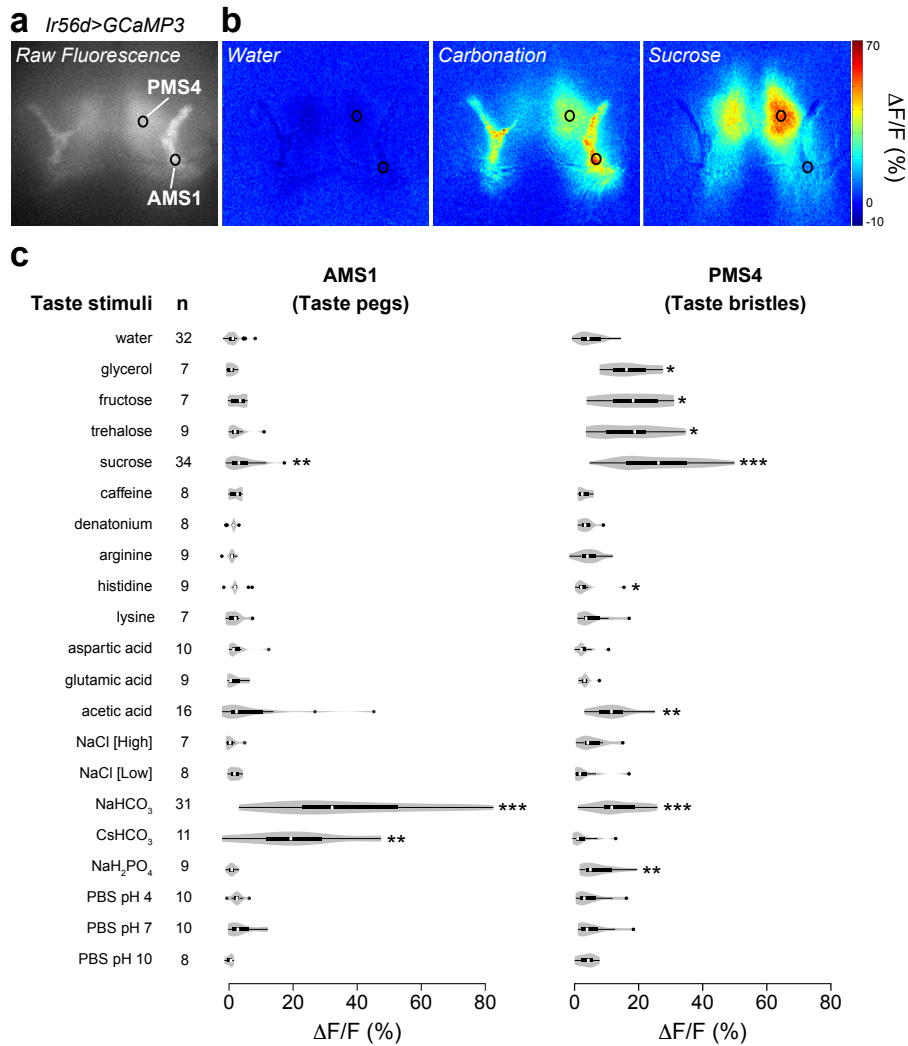 a Ir56d>GCaMP3 b
Raw Fluorescence
PMS4
AMS1
Water
Carbonation
Sucrose
70
0
-10
ΔF/F (%)
c
AMS1
(Taste pegs)
PMS4
(Taste bristles)
Taste stimuli n
water 32
glycerol 7 *
fructose 7 *
trehalose 9 *
sucrose 34 ** ***
caffeine 8
denatonium 8
arginine 9
histidine 9 *
lysine 7
aspartic acid 10
glutamic acid 9
acetic acid 16 **
NaCl [High] 7
NaCl [Low] 8
NaHCO₃ 31 *** ***
CsHCO₃ 11 **
NaH₂PO₄ 9 **
PBS pH 4 10
PBS pH 7 10
PBS pH 10 8
0 20 40 60 80
ΔF/F (%)
0 20 40 60 80
ΔF/F (%)